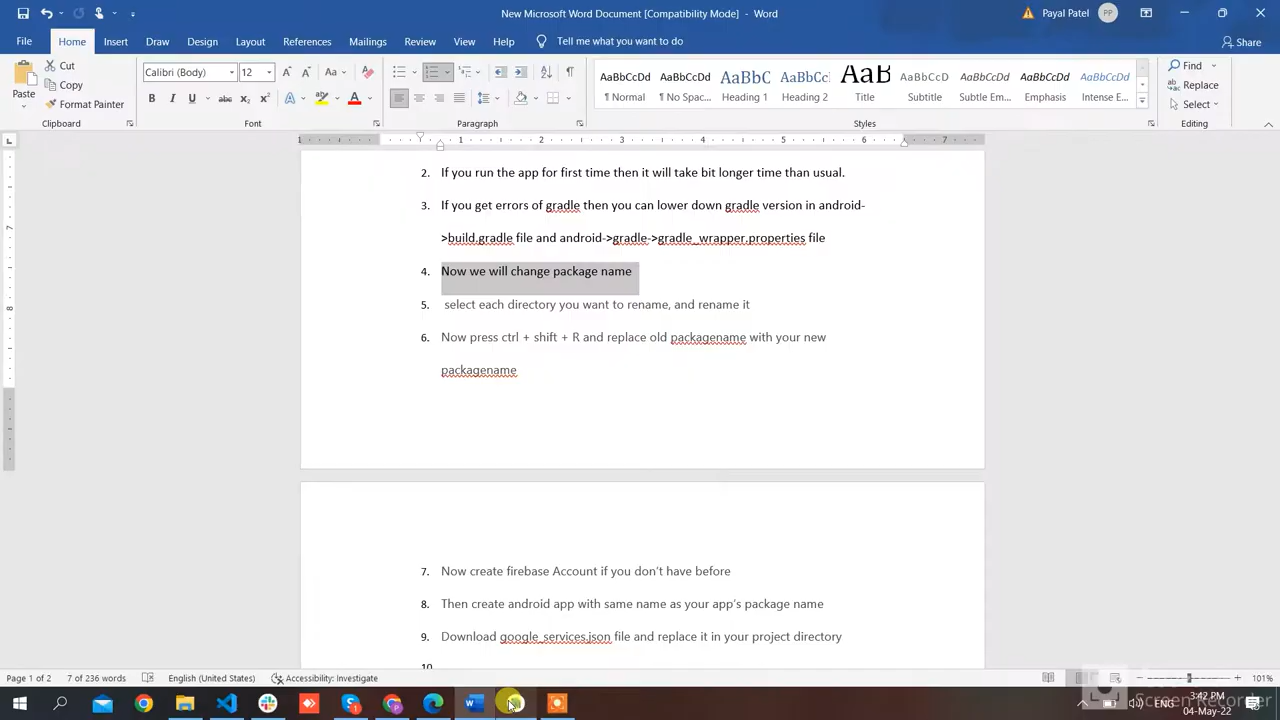 New Microsoft Word Document [Compatibility Mode] - Word
Payal Patel
PP
File Home Insert Draw Design Layout References Mailings Review View Help Tell me what you want to do
Share
Paste
Cut
Copy
Format Painter
Calibri (Body) 12
AaBbCcDd AaBbCcDd AaBbC AaBbCc AaB AaBbCcD AaBbCcDd AaBbCcDd AaBbCcDd
¶ Normal ¶ No Spac... Heading 1 Heading 2 Title Subtitle Subtle Em... Emphasis Intense E...
Find
Replace
Select
Clipboard Font Paragraph Styles Editing
1 1 2 3 4 5 6 7
2. If you run the app for first time then it will take bit longer time than usual.
3. If you get errors of gradle then you can lower down gradle version in android-
>build.gradle file and android->gradle->gradle_wrapper.properties file
4. Now we will change package name
5. select each directory you want to rename, and rename it
6. Now press ctrl + shift + R and replace old packagename with your new
packagename
7. Now create firebase Account if you don't have before
8. Then create android app with same name as your app's package name
9. Download google_services.json file and replace it in your project directory
10
Page 1 of 2 7 of 236 words English (United States) Accessibility: Investigate 101%
ENG 3:42 PM
04-May-22
Screen Recorder